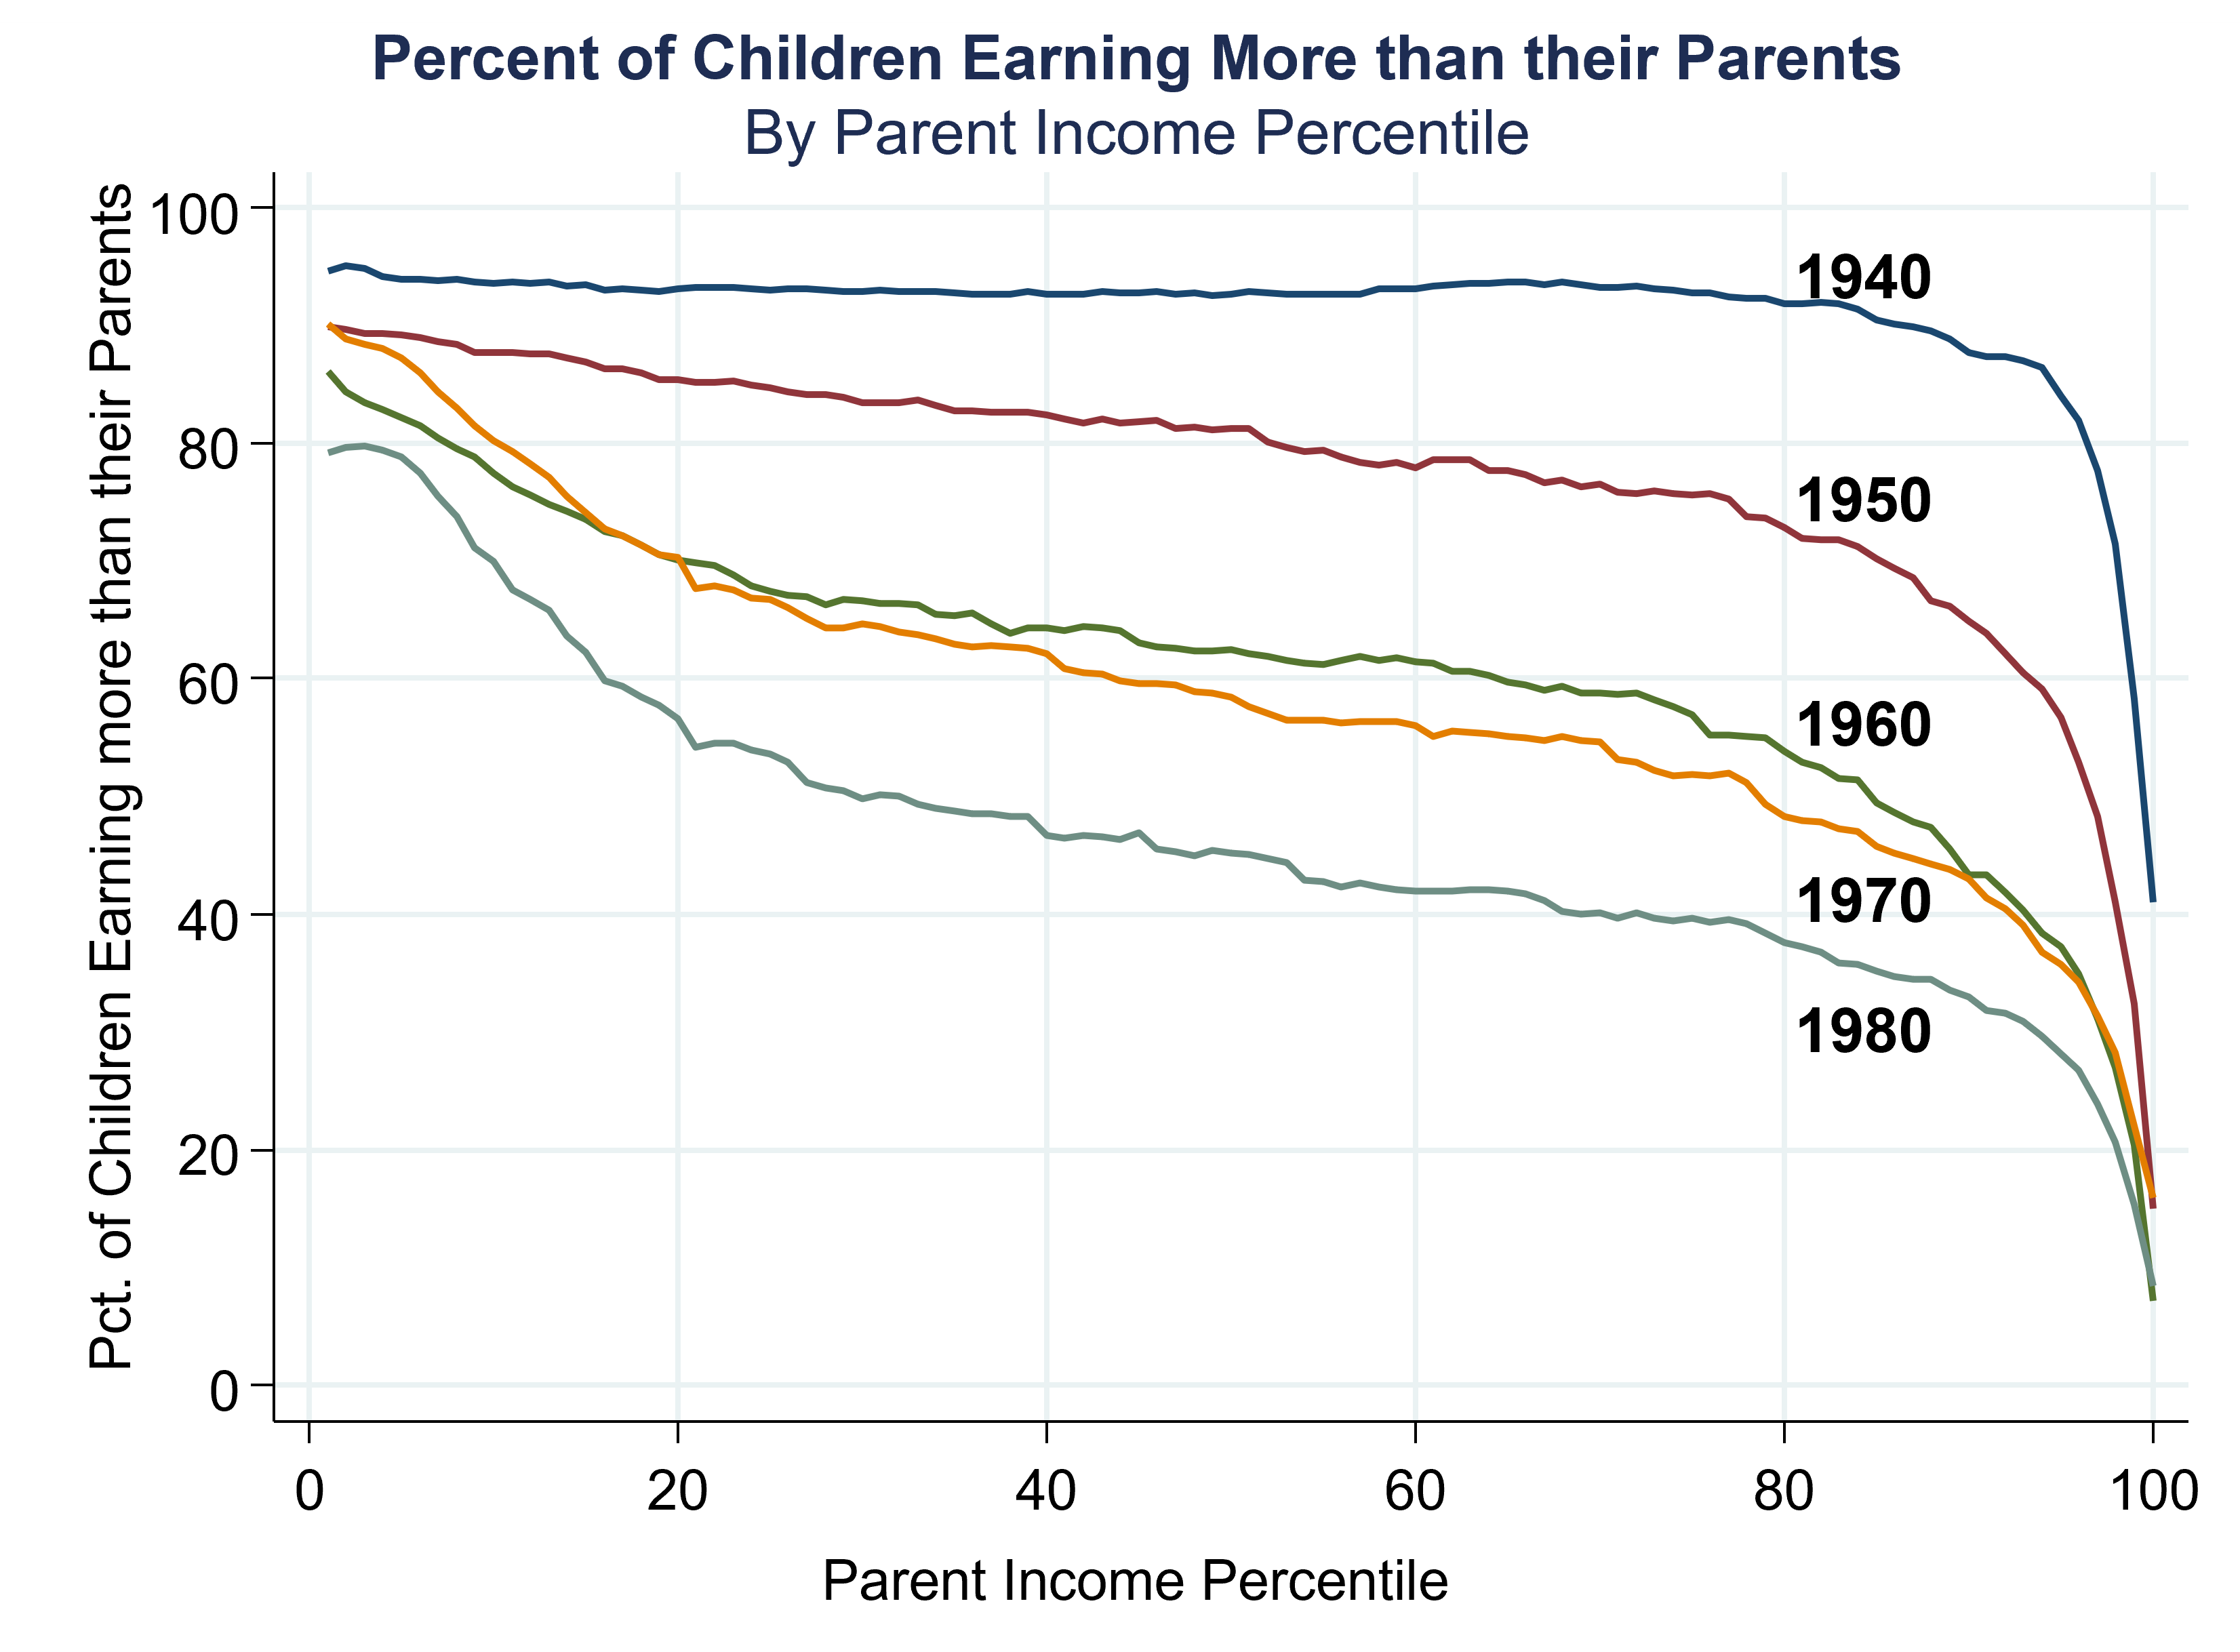 Percent of Children Earning More than their Parents
By Parent Income Percentile
Pct. of Children Earning more than their Parents
100
80
60
40
20
0
1940
1950
1960
1970
1980
0 20 40 60 80 100
Parent Income Percentile